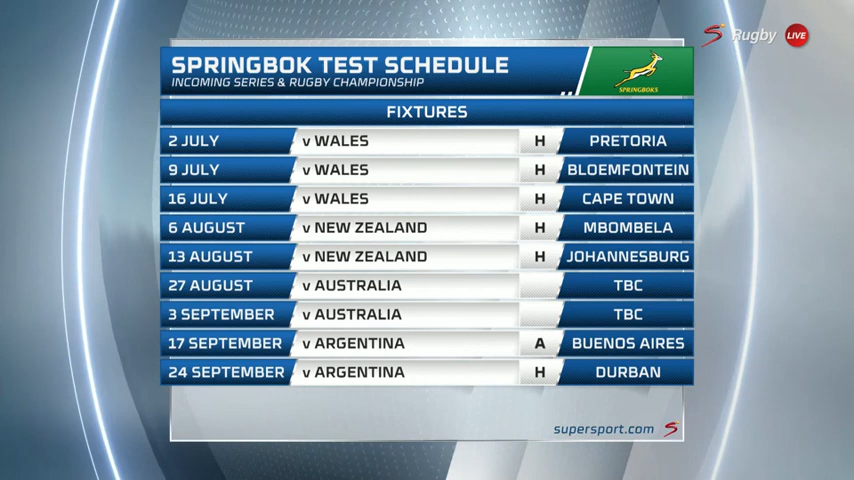 Rugby LIVE
SPRINGBOK TEST SCHEDULE
INCOMING SERIES & RUGBY CHAMPIONSHIP
SPRINGBOKS
FIXTURES
2 JULY v WALES H PRETORIA
9 JULY v WALES H BLOEMFONTEIN
16 JULY v WALES H CAPE TOWN
6 AUGUST v NEW ZEALAND H MBOMBELA
13 AUGUST v NEW ZEALAND H JOHANNESBURG
27 AUGUST v AUSTRALIA TBC
3 SEPTEMBER v AUSTRALIA TBC
17 SEPTEMBER v ARGENTINA A BUENOS AIRES
24 SEPTEMBER v ARGENTINA H DURBAN
supersport.com